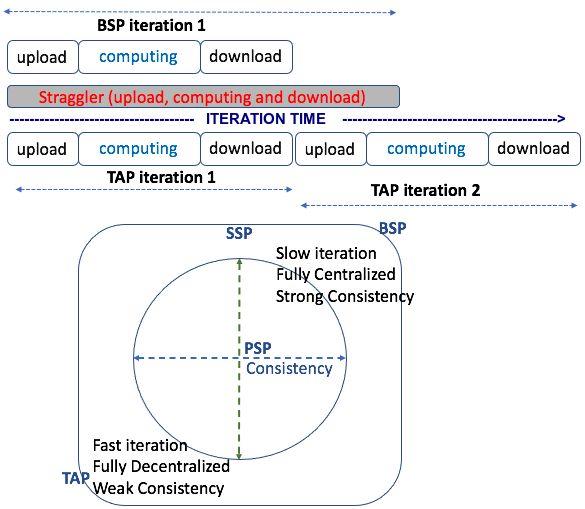 BSP iteration 1
upload computing download
Straggler (upload, computing and download)
ITERATION TIME
upload computing download upload computing download
TAP iteration 1
TAP iteration 2
SSP
BSP
Slow iteration
Fully Centralized
Strong Consistency
PSP
Consistency
Fast iteration
Fully Decentralized
TAP
Weak Consistency